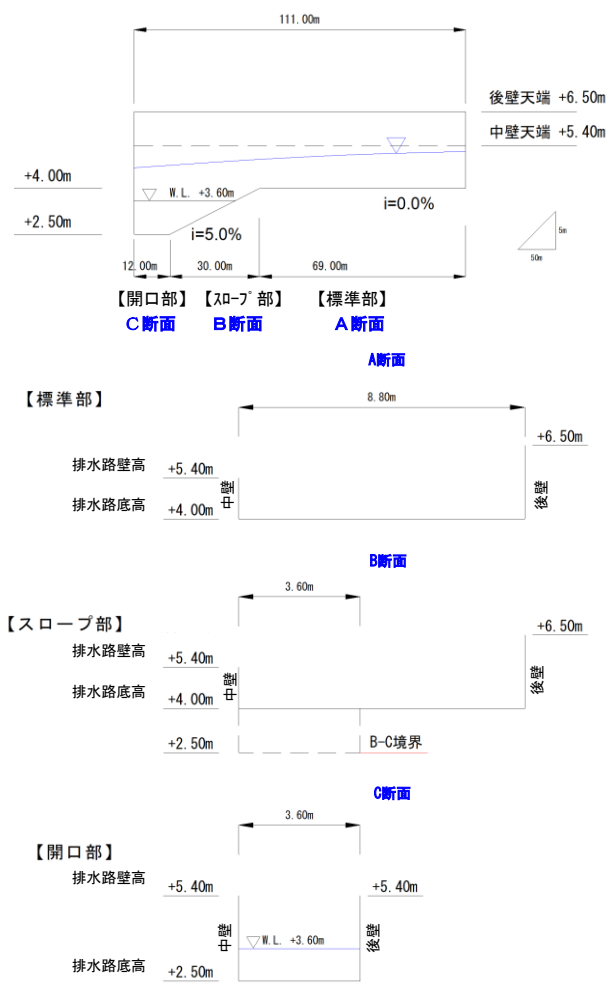 111.00m
後壁天端 +6.50m
中壁天端 +5.40m
+4.00m
W.L. +3.60m
i=0.0%
+2.50m
i=5.0%
5m
50m
12.00m 30.00m 69.00m
【開口部】 【スロープ部】 【標準部】
C断面 B断面 A断面
A断面
【標準部】
8.80m
+6.50m
排水路壁高 +5.40m
中壁
後壁
排水路底高 +4.00m
B断面
3.60m
【スロープ部】
+6.50m
排水路壁高 +5.40m
中壁
後壁
排水路底高 +4.00m
+2.50m
B-C境界
C断面
3.60m
【開口部】
排水路壁高 +5.40m
+5.40m
中壁
後壁
W.L. +3.60m
排水路底高 +2.50m